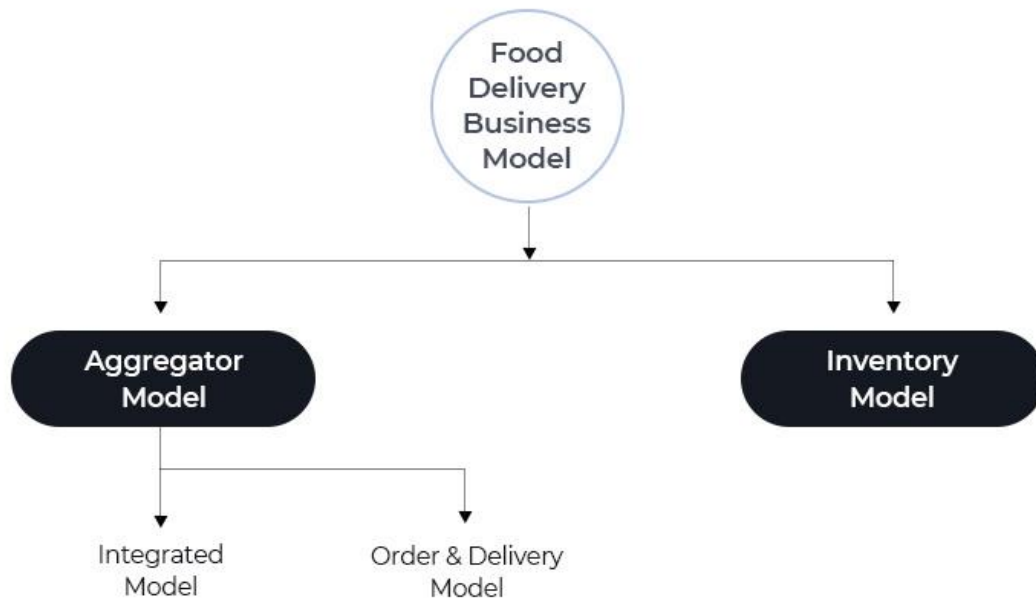 Food
Delivery
Business
Model
Aggregator
Model
Inventory
Model
Integrated
Model
Order & Delivery
Model